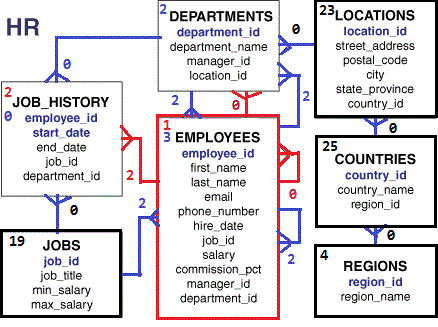 HR
2
DEPARTMENTS
department_id
department_name
manager_id
location_id
23
LOCATIONS
location_id
street_address
postal_code
city
state_province
country_id
0
0
2
2
0
2
0
JOB_HISTORY
employee_id
start_date
end_date
job_id
department_id
2
0
1
3
EMPLOYEES
employee_id
first_name
last_name
email
phone_number
hire_date
job_id
salary
commission_pct
manager_id
department_id
0
2
0
25
COUNTRIES
country_id
country_name
region_id
0
19
JOBS
job_id
job_title
min_salary
max_salary
0
2
4
REGIONS
region_id
region_name